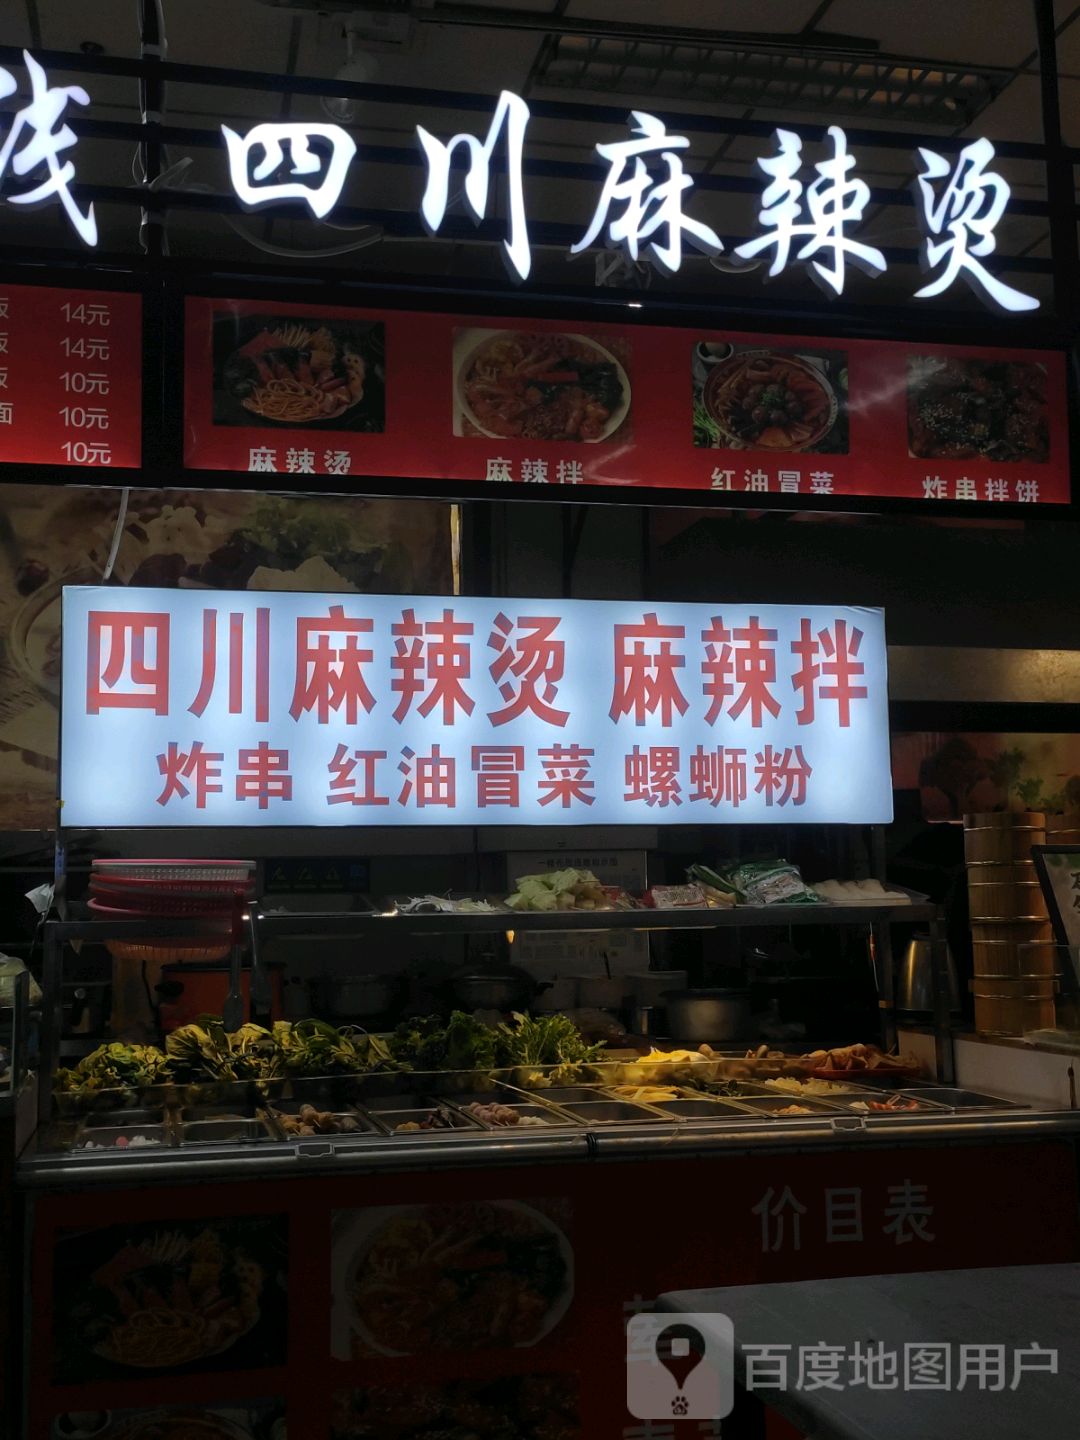 四川麻辣烫
14元
14元
10元
面 10元
10元
麻辣烫 麻辣拌 红油冒菜 炸串拌饼
四川麻辣烫 麻辣拌
炸串 红油冒菜 螺蛳粉
价目表
百度地图用户